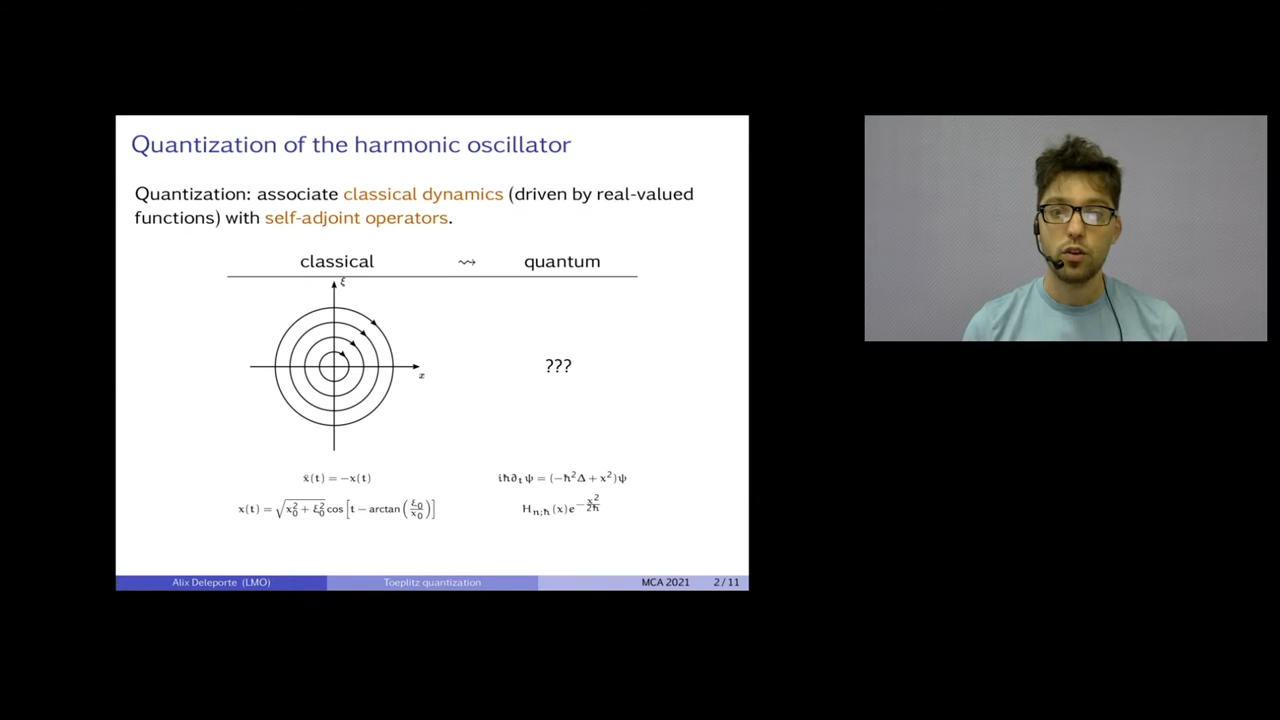 Quantization of the harmonic oscillator
Quantization: associate classical dynamics (driven by real-valued
functions) with self-adjoint operators.
classical ⇝ quantum
ξ
x
???
ẍ(t) = −x(t) iħ∂ₜψ = (−ħ²Δ + x²)ψ
x(t) = √(x₀² + ξ₀²) cos [t − arctan (ξ₀/x₀)] Hₙ;ħ(x)e^(−x²/2ħ)
Alix Deleporte (LMO) Toeplitz quantization MCA 2021 2 / 11